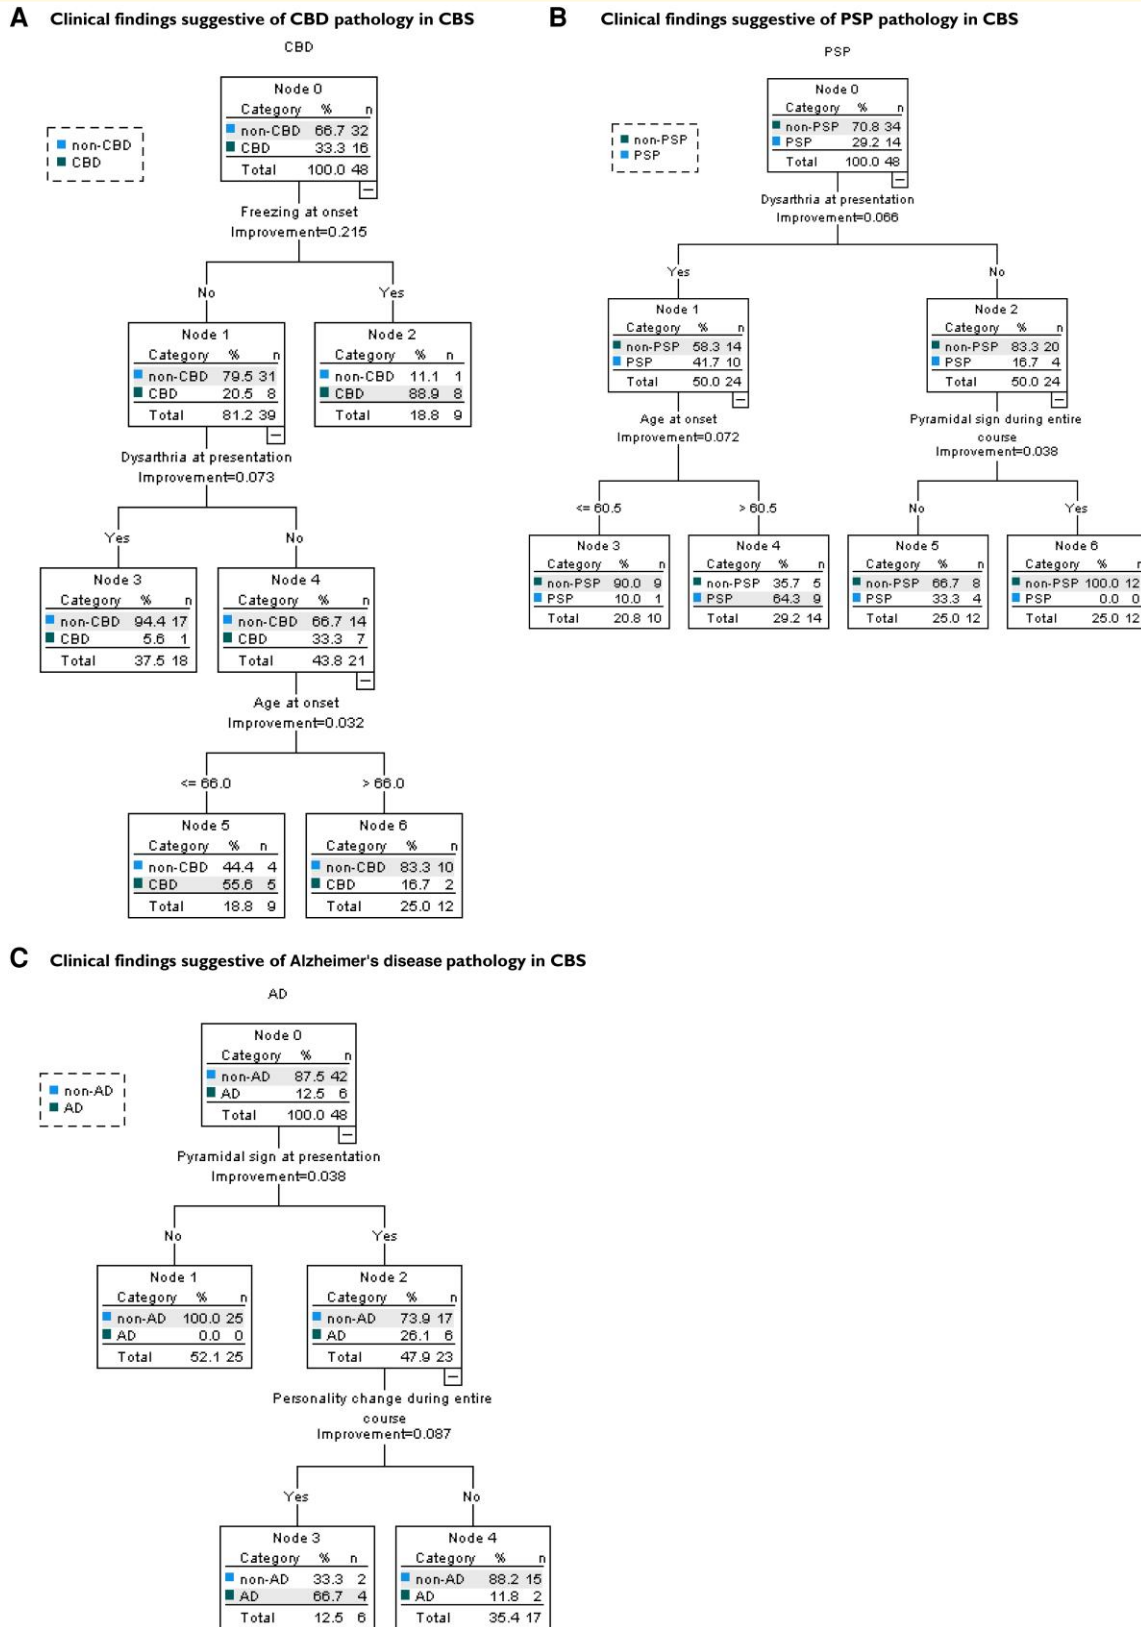 A Clinical findings suggestive of CBD pathology in CBS
CBD
non-CBD
CBD
Node 0
Category % n
non-CBD 66.7 32
CBD 33.3 16
Total 100.0 48
Freezing at onset
Improvement=0.215
No
Yes
Node 1
Category % n
non-CBD 79.5 31
CBD 20.5 8
Total 81.2 39
Node 2
Category % n
non-CBD 11.1 1
CBD 88.9 8
Total 18.8 9
Dysarthria at presentation
Improvement=0.073
Yes
No
Node 3
Category % n
non-CBD 94.4 17
CBD 5.6 1
Total 37.5 18
Node 4
Category % n
non-CBD 66.7 14
CBD 33.3 7
Total 43.8 21
Age at onset
Improvement=0.032
<= 66.0
> 66.0
Node 5
Category % n
non-CBD 44.4 4
CBD 55.6 5
Total 18.8 9
Node 6
Category % n
non-CBD 83.3 10
CBD 16.7 2
Total 25.0 12
B Clinical findings suggestive of PSP pathology in CBS
PSP
non-PSP
PSP
Node 0
Category % n
non-PSP 70.8 34
PSP 29.2 14
Total 100.0 48
Dysarthria at presentation
Improvement=0.066
Yes
No
Node 1
Category % n
non-PSP 58.3 14
PSP 41.7 10
Total 50.0 24
Node 2
Category % n
non-PSP 83.3 20
PSP 16.7 4
Total 50.0 24
Age at onset
Improvement=0.072
Pyramidal sign during entire
course
Improvement=0.038
<= 60.5
> 60.5
No
Yes
Node 3
Category % n
non-PSP 90.0 9
PSP 10.0 1
Total 20.8 10
Node 4
Category % n
non-PSP 35.7 5
PSP 64.3 9
Total 29.2 14
Node 5
Category % n
non-PSP 66.7 8
PSP 33.3 4
Total 25.0 12
Node 6
Category % n
non-PSP 100.0 12
PSP 0.0 0
Total 25.0 12
C Clinical findings suggestive of Alzheimer's disease pathology in CBS
AD
non-AD
AD
Node 0
Category % n
non-AD 87.5 42
AD 12.5 6
Total 100.0 48
Pyramidal sign at presentation
Improvement=0.038
No
Yes
Node 1
Category % n
non-AD 100.0 25
AD 0.0 0
Total 52.1 25
Node 2
Category % n
non-AD 73.9 17
AD 26.1 6
Total 47.9 23
Personality change during entire
course
Improvement=0.087
Yes
No
Node 3
Category % n
non-AD 33.3 2
AD 66.7 4
Total 12.5 6
Node 4
Category % n
non-AD 88.2 15
AD 11.8 2
Total 35.4 17